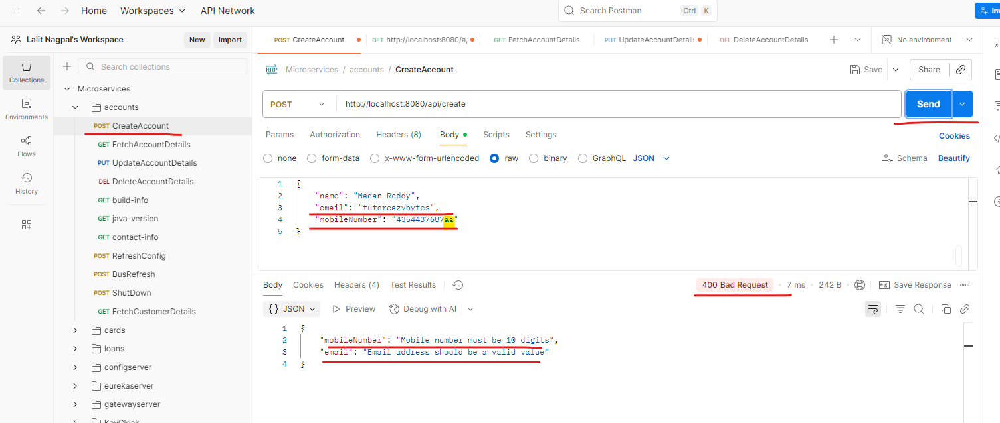 Home Workspaces API Network Search Postman Ctrl K
Lalit Nagpal's Workspace New Import
POST CreateAccount GET http://localhost:8080/a GET FetchAccountDetails PUT UpdateAccountDetail DEL DeleteAccountDetails No environment
Collections
Environments
Flows
History
Search collections
Microservices
accounts
POST CreateAccount
GET FetchAccountDetails
PUT UpdateAccountDetails
DEL DeleteAccountDetails
GET build-info
GET java-version
GET contact-info
POST RefreshConfig
POST BusRefresh
POST ShutDown
GET FetchCustomerDetails
cards
loans
configserver
eurekaserver
gatewayserver
KeyCloak
HTTP Microservices / accounts / CreateAccount Save Share
POST http://localhost:8080/api/create Send
Params Authorization Headers (8) Body Scripts Settings Cookies
none form-data x-www-form-urlencoded raw binary GraphQL JSON Schema Beautify
1 {
2 "name": "Madan Reddy",
3 "email": "tutoreazybytes",
4 "mobileNumber": "4354437687aa"
5 }
Body Cookies Headers (4) Test Results 400 Bad Request 7 ms 242 B e.g. Save Response
{} JSON Preview Debug with AI
1 {
2 "mobileNumber": "Mobile number must be 10 digits",
3 "email": "Email address should be a valid value"
4 }